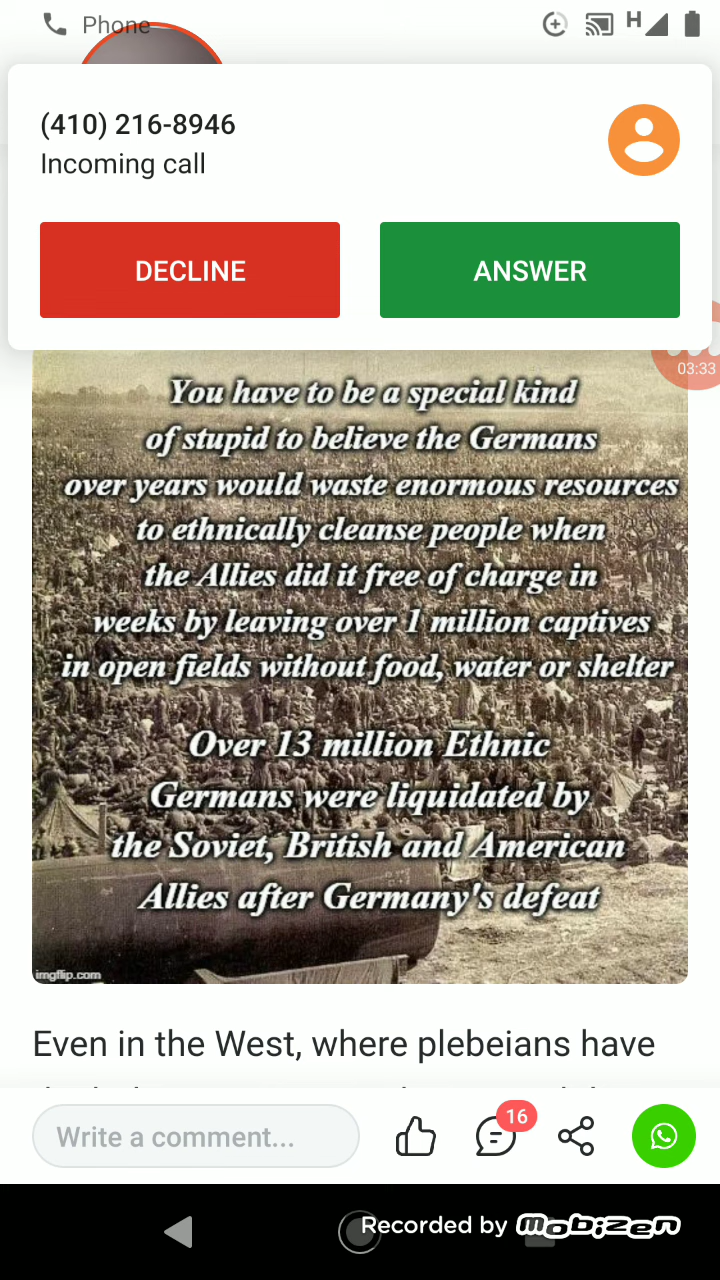 Phone
H
(410) 216-8946
Incoming call
DECLINE
ANSWER
03:33
You have to be a special kind
of stupid to believe the Germans
over years would waste enormous resources
to ethnically cleanse people when
the Allies did it free of charge in
weeks by leaving over 1 million captives
in open fields without food, water or shelter
Over 13 million Ethnic
Germans were liquidated by
the Soviet, British and American
Allies after Germany's defeat
imgflip.com
Even in the West, where plebeians have
Write a comment...
16
Recorded by mobizen